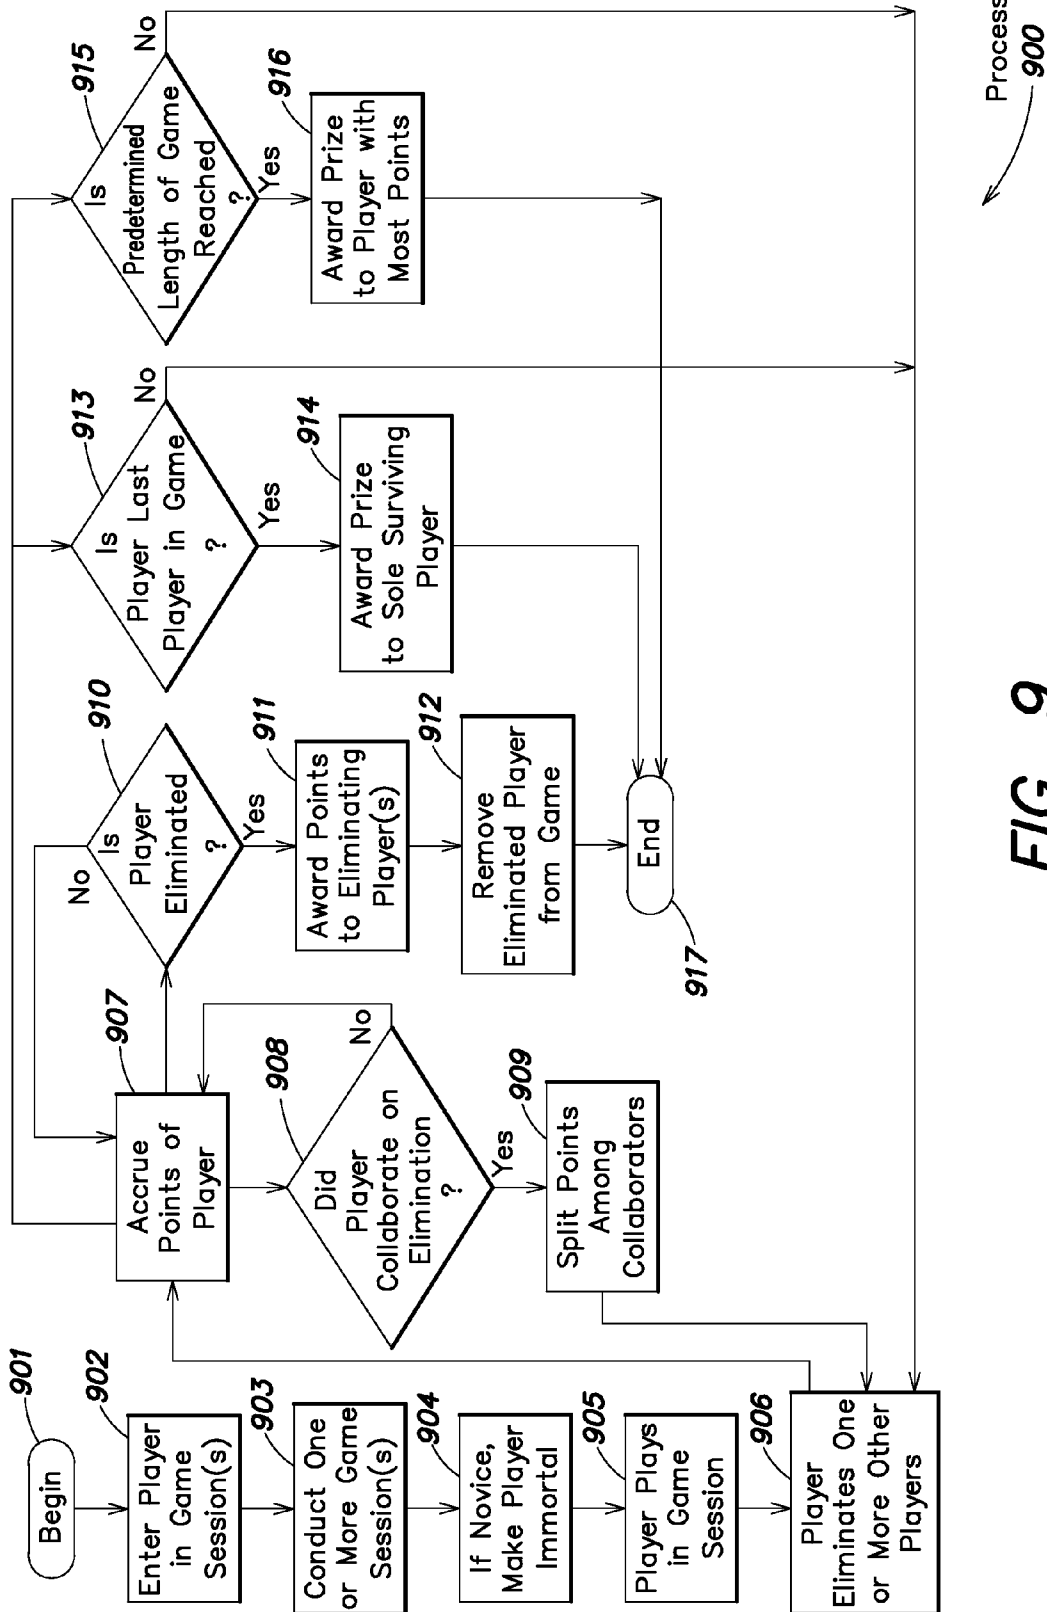 901
Begin
902
Enter Player
in Game
Session(s)
903
Conduct One
or More Game
Session(s)
904
If Novice,
Make Player
Immortal
905
Player Plays
in Game
Session
906
Player
Eliminates One
or More Other
Players
907
Accrue
Points of
Player
908
Did
Player
Collaborate on
Elimination
?
No
Yes
909
Split Points
Among
Collaborators
910
Is
Player
Eliminated
?
No
Yes
911
Award Points
to Eliminating
Player(s)
912
Remove
Eliminated Player
from Game
End
917
913
Is
Player Last
Player in Game
?
No
Yes
914
Award Prize
to Sole Surviving
Player
915
Is
Predetermined
Length of Game
Reached
?
No
Yes
916
Award Prize
to Player with
Most Points
Process
900